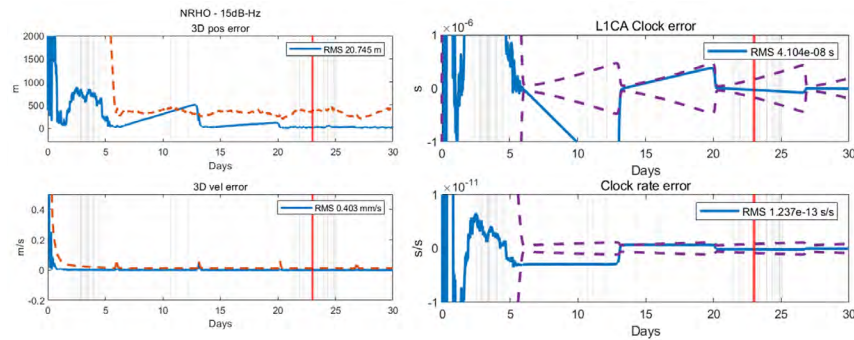 NRHO - 15dB-Hz
3D pos error
RMS 20.745 m
2000
1500
1000
500
0
m
0 5 10 15 20 25 30
Days
L1CA Clock error
×10^-6
RMS 4.104e-08 s
1
0
-1
s
0 5 10 15 20 25 30
Days
3D vel error
RMS 0.403 mm/s
0.4
0.2
0
-0.2
m/s
0 5 10 15 20 25 30
Days
Clock rate error
×10^-11
RMS 1.237e-13 s/s
1
0
-1
s/s
0 5 10 15 20 25 30
Days